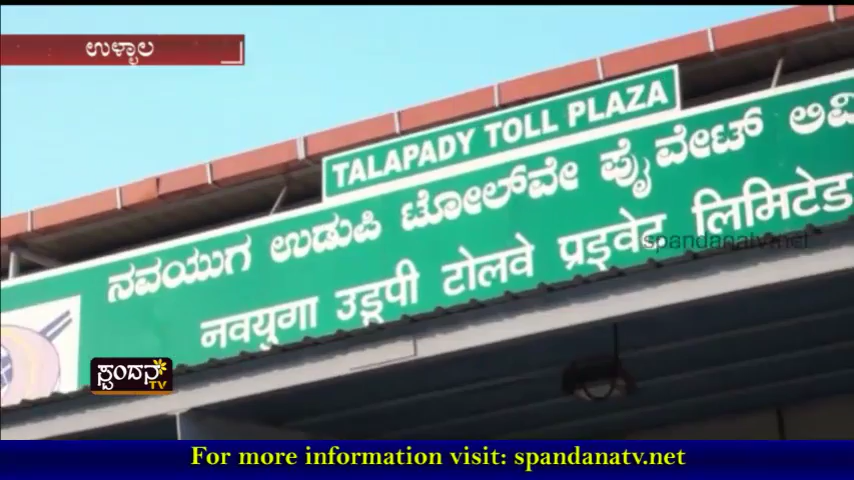 ಉಳ್ಳಾಲ
TALAPADY TOLL PLAZA
ನವಯುಗ ಉಡುಪಿ ಟೋಲ್‌ವೇ ಪ್ರೈವೇಟ್
नवयुगा उडूपी टोलवे प्रइवेट लिमिटेड
spandanatv.net
ಸ್ಪಂದನ
TV
For more information visit: spandanatv.net